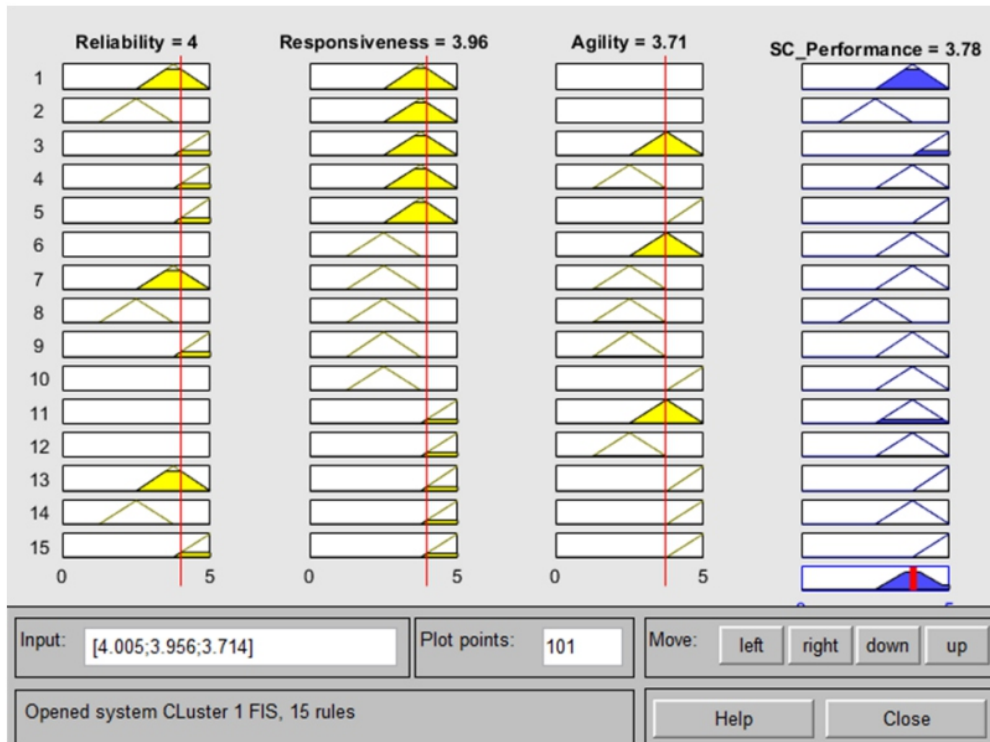 Reliability = 4
Responsiveness = 3.96
Agility = 3.71
SC_Performance = 3.78
1
2
3
4
5
6
7
8
9
10
11
12
13
14
15
0 5
0 5
0 5
Input:
[4.005;3.956;3.714]
Plot points:
101
Move:
left
right
down
up
Opened system CLuster 1 FIS, 15 rules
Help
Close